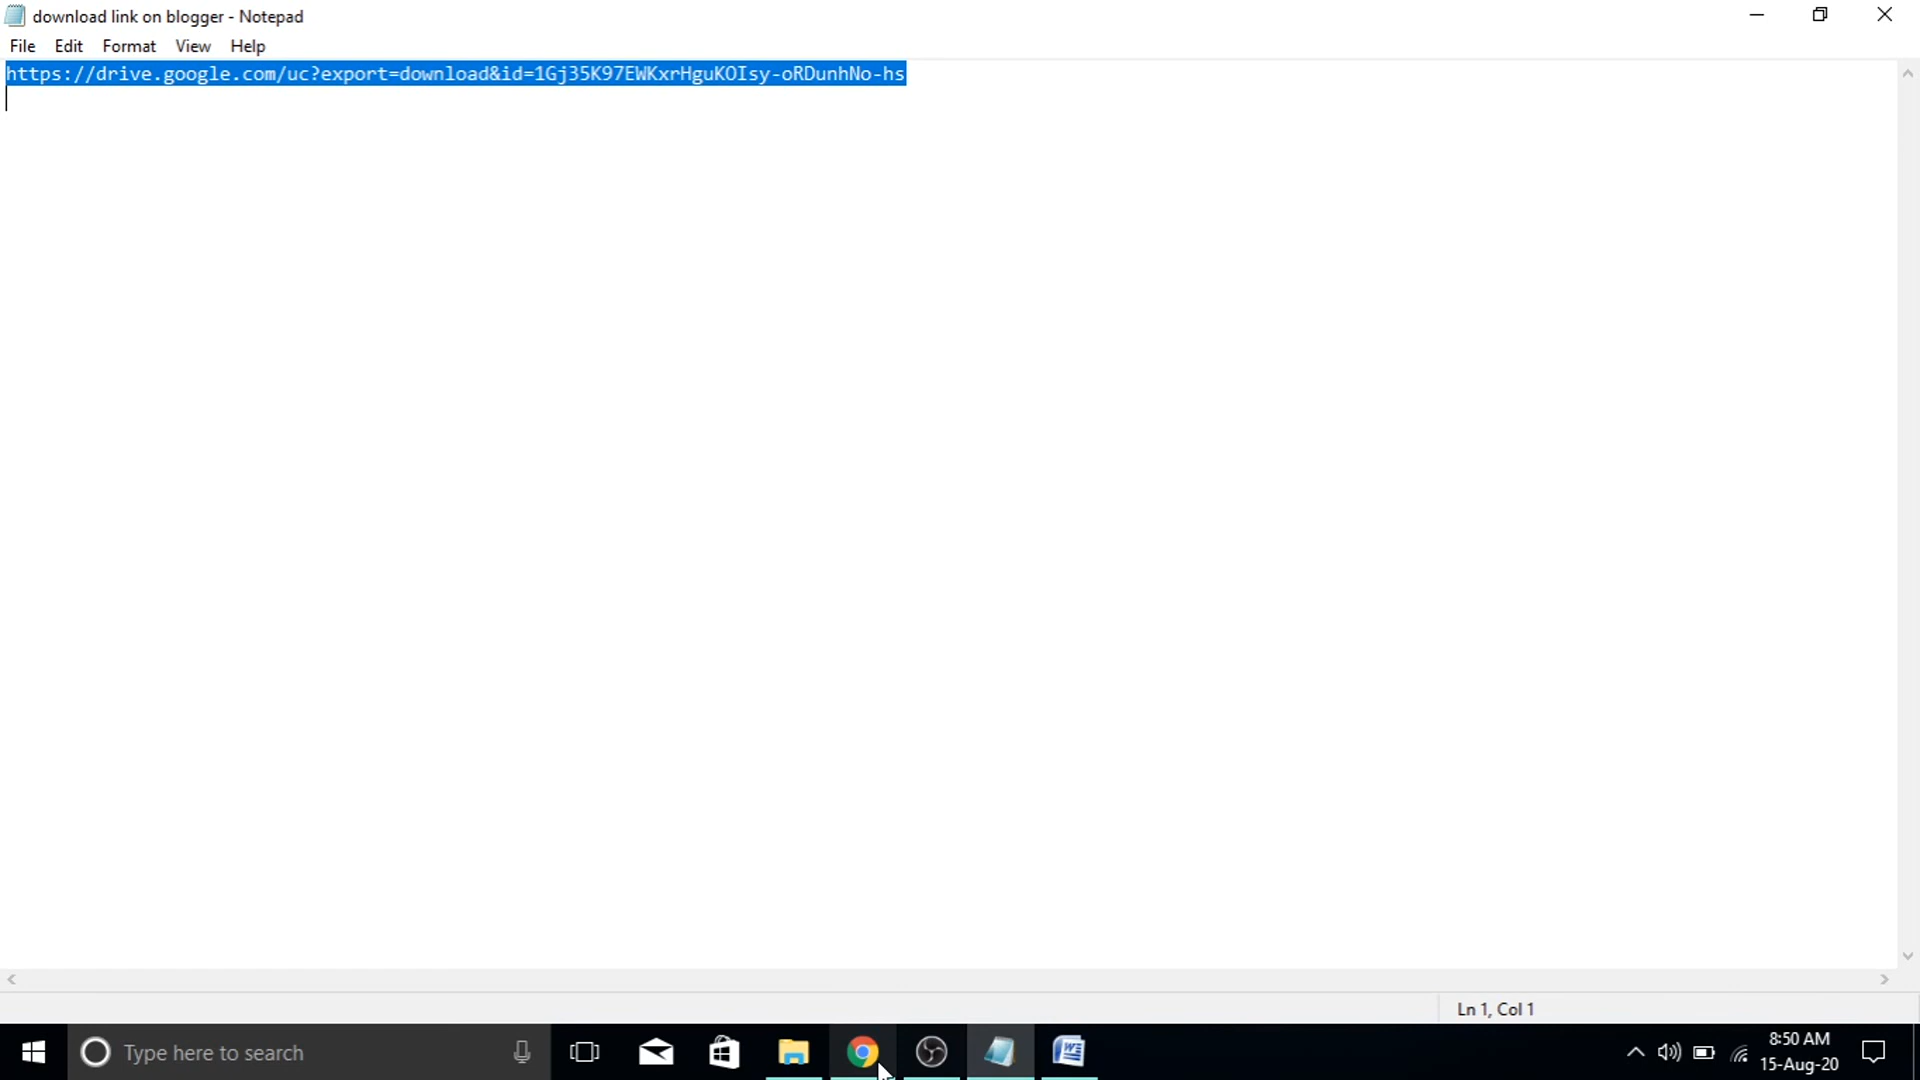 download link on blogger - Notepad
File Edit Format View Help
https://drive.google.com/uc?export=download&id=1Gj35K97EWKxrHguKOIsy-oRDunhNo-hs
Ln 1, Col 1
Type here to search
8:50 AM
15-Aug-20